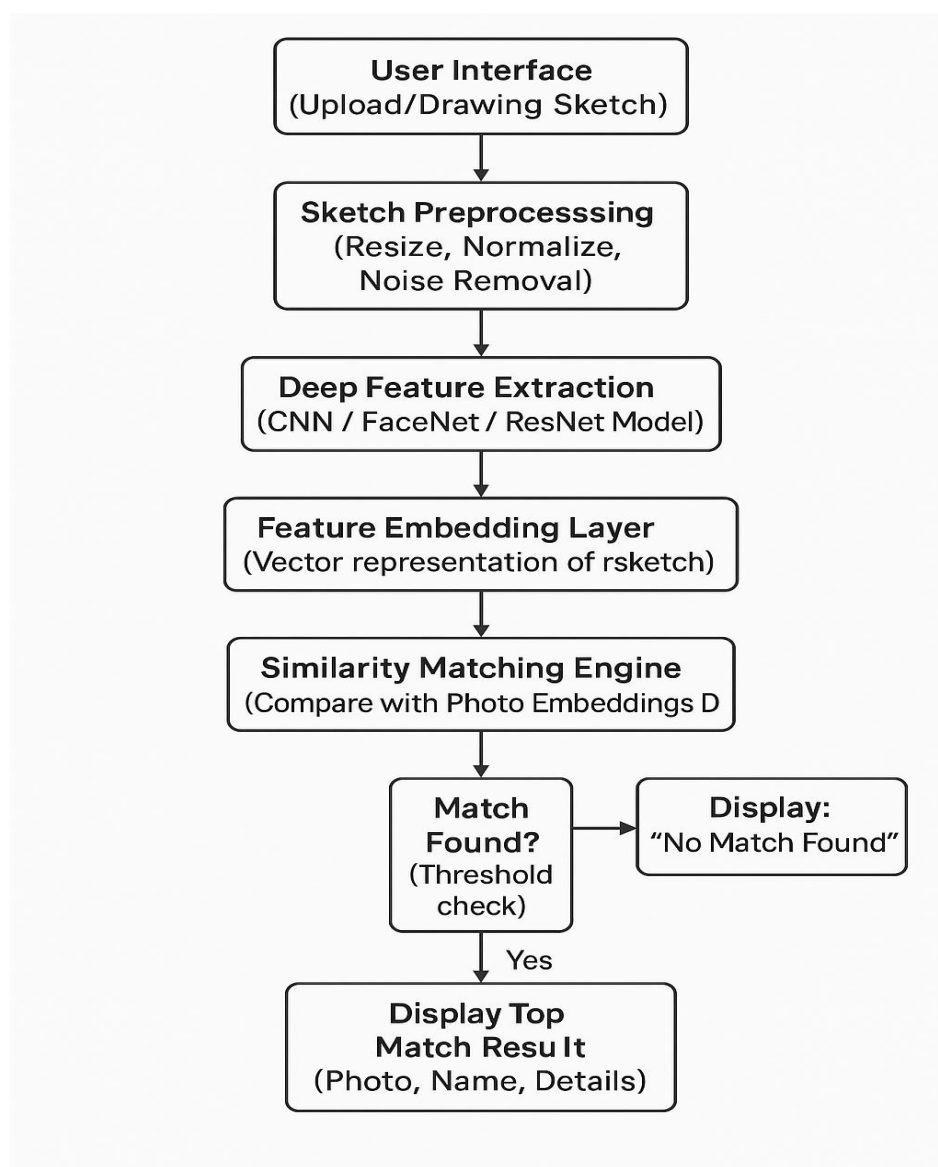 User Interface
(Upload/Drawing Sketch)
Sketch Preprocesssing
(Resize, Normalize,
Noise Removal)
Deep Feature Extraction
(CNN / FaceNet / ResNet Model)
Feature Embedding Layer
(Vector representation of rsketch)
Similarity Matching Engine
(Compare with Photo Embeddings D
Match
Found?
(Threshold
check)
Display:
“No Match Found”
Yes
Display Top
Match Resu lt
(Photo, Name, Details)